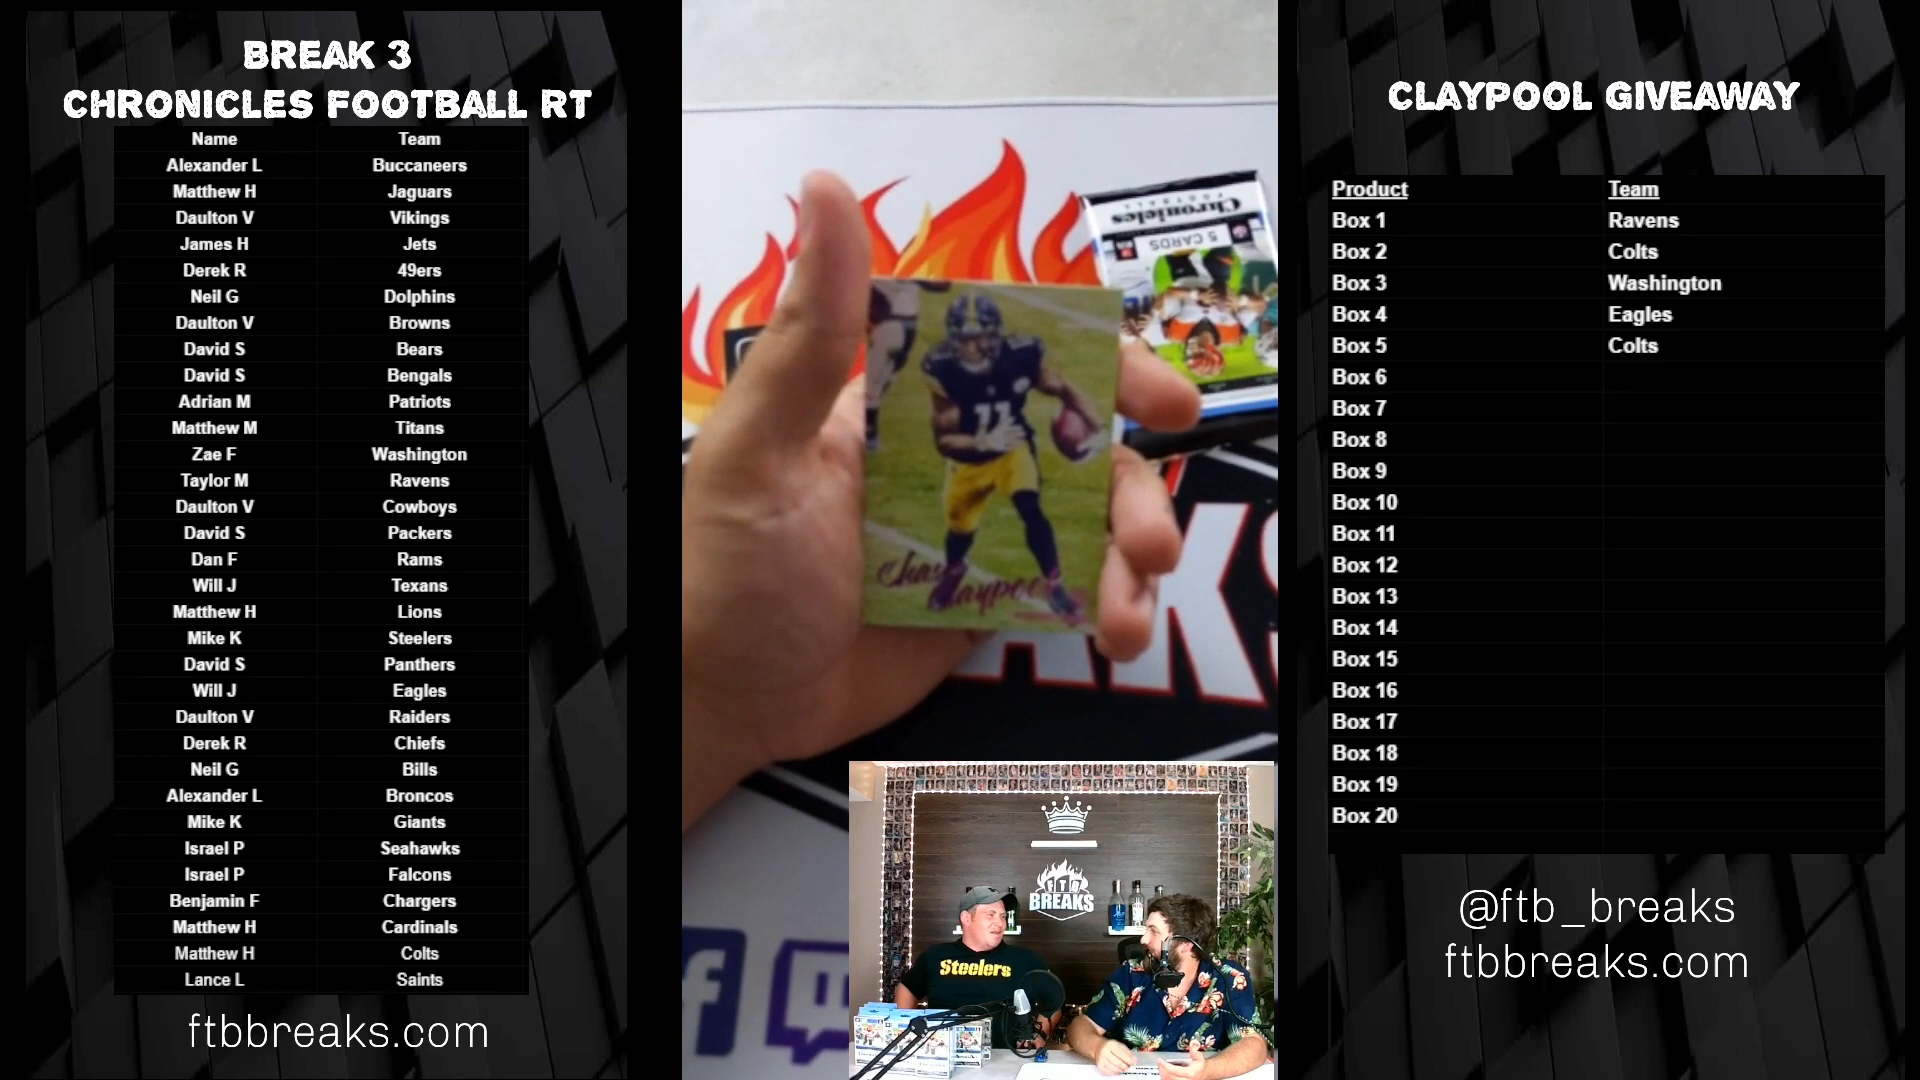 BREAK 3
CHRONICLES FOOTBALL RT
Name Team
Alexander L Buccaneers
Matthew H Jaguars
Daulton V Vikings
James H Jets
Derek R 49ers
Neil G Dolphins
Daulton V Browns
David S Bears
David S Bengals
Adrian M Patriots
Matthew M Titans
Zae F Washington
Taylor M Ravens
Daulton V Cowboys
David S Packers
Dan F Rams
Will J Texans
Matthew H Lions
Mike K Steelers
David S Panthers
Will J Eagles
Daulton V Raiders
Derek R Chiefs
Neil G Bills
Alexander L Broncos
Mike K Giants
Israel P Seahawks
Israel P Falcons
Benjamin F Chargers
Matthew H Cardinals
Matthew H Colts
Lance L Saints
ftbbreaks.com
Chronicles
FOOTBALL
5 CARDS
11
Chase
Claypool
AKS
f
FTB
BREAKS
Steelers
CLAYPOOL GIVEAWAY
Product Team
Box 1 Ravens
Box 2 Colts
Box 3 Washington
Box 4 Eagles
Box 5 Colts
Box 6
Box 7
Box 8
Box 9
Box 10
Box 11
Box 12
Box 13
Box 14
Box 15
Box 16
Box 17
Box 18
Box 19
Box 20
@ftb_breaks
ftbbreaks.com